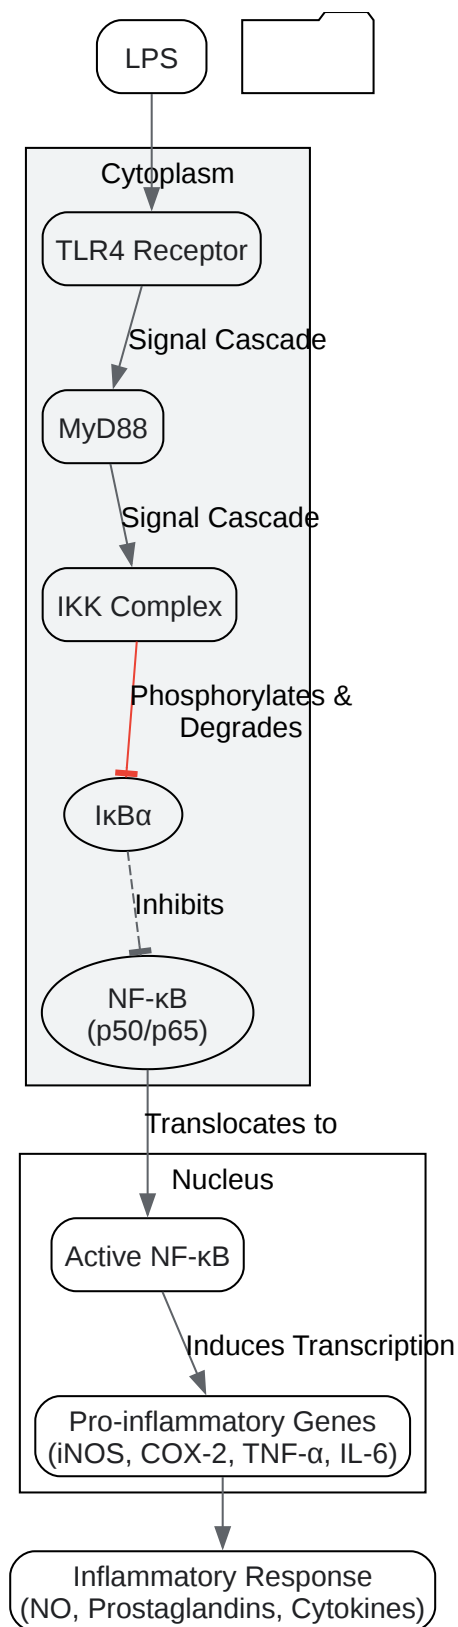 LPS
Cytoplasm
TLR4 Receptor
Signal Cascade
MyD88
Signal Cascade
IKK Complex
Phosphorylates &
Degrades
IκBα
Inhibits
NF-κB
(p50/p65)
Translocates to
Nucleus
Active NF-κB
Induces Transcription
Pro-inflammatory Genes
(iNOS, COX-2, TNF-α, IL-6)
Inflammatory Response
(NO, Prostaglandins, Cytokines)